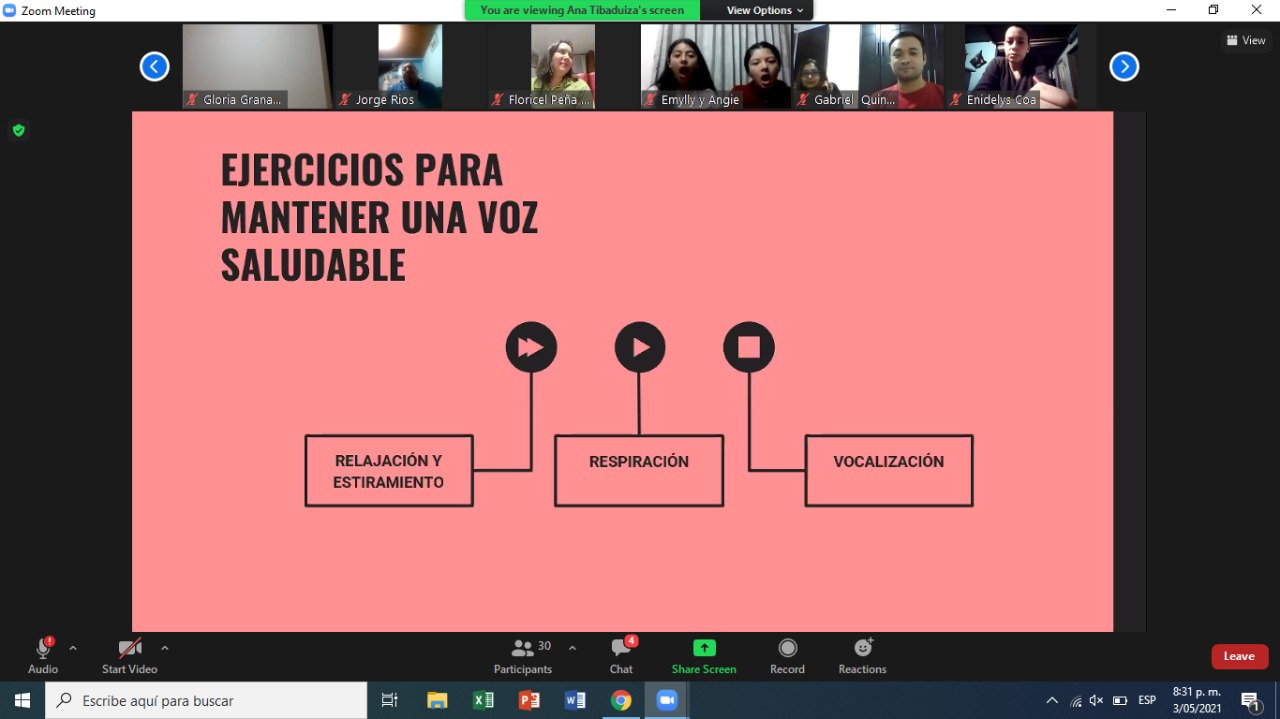 Zoom Meeting
You are viewing Ana Tibaduiza's screen
View Options
View
Gloria Grana...
Jorge Rios
Floricel Peña ...
Emylly y Angie
Gabriel Quin...
Enidelys Coa
EJERCICIOS PARA
MANTENER UNA VOZ
SALUDABLE
RELAJACIÓN Y
ESTIRAMIENTO
RESPIRACIÓN
VOCALIZACIÓN
Audio
Start Video
30
Participants
4
Chat
Share Screen
Record
Reactions
Leave
Escribe aquí para buscar
ESP
8:31 p. m.
3/05/2021
1